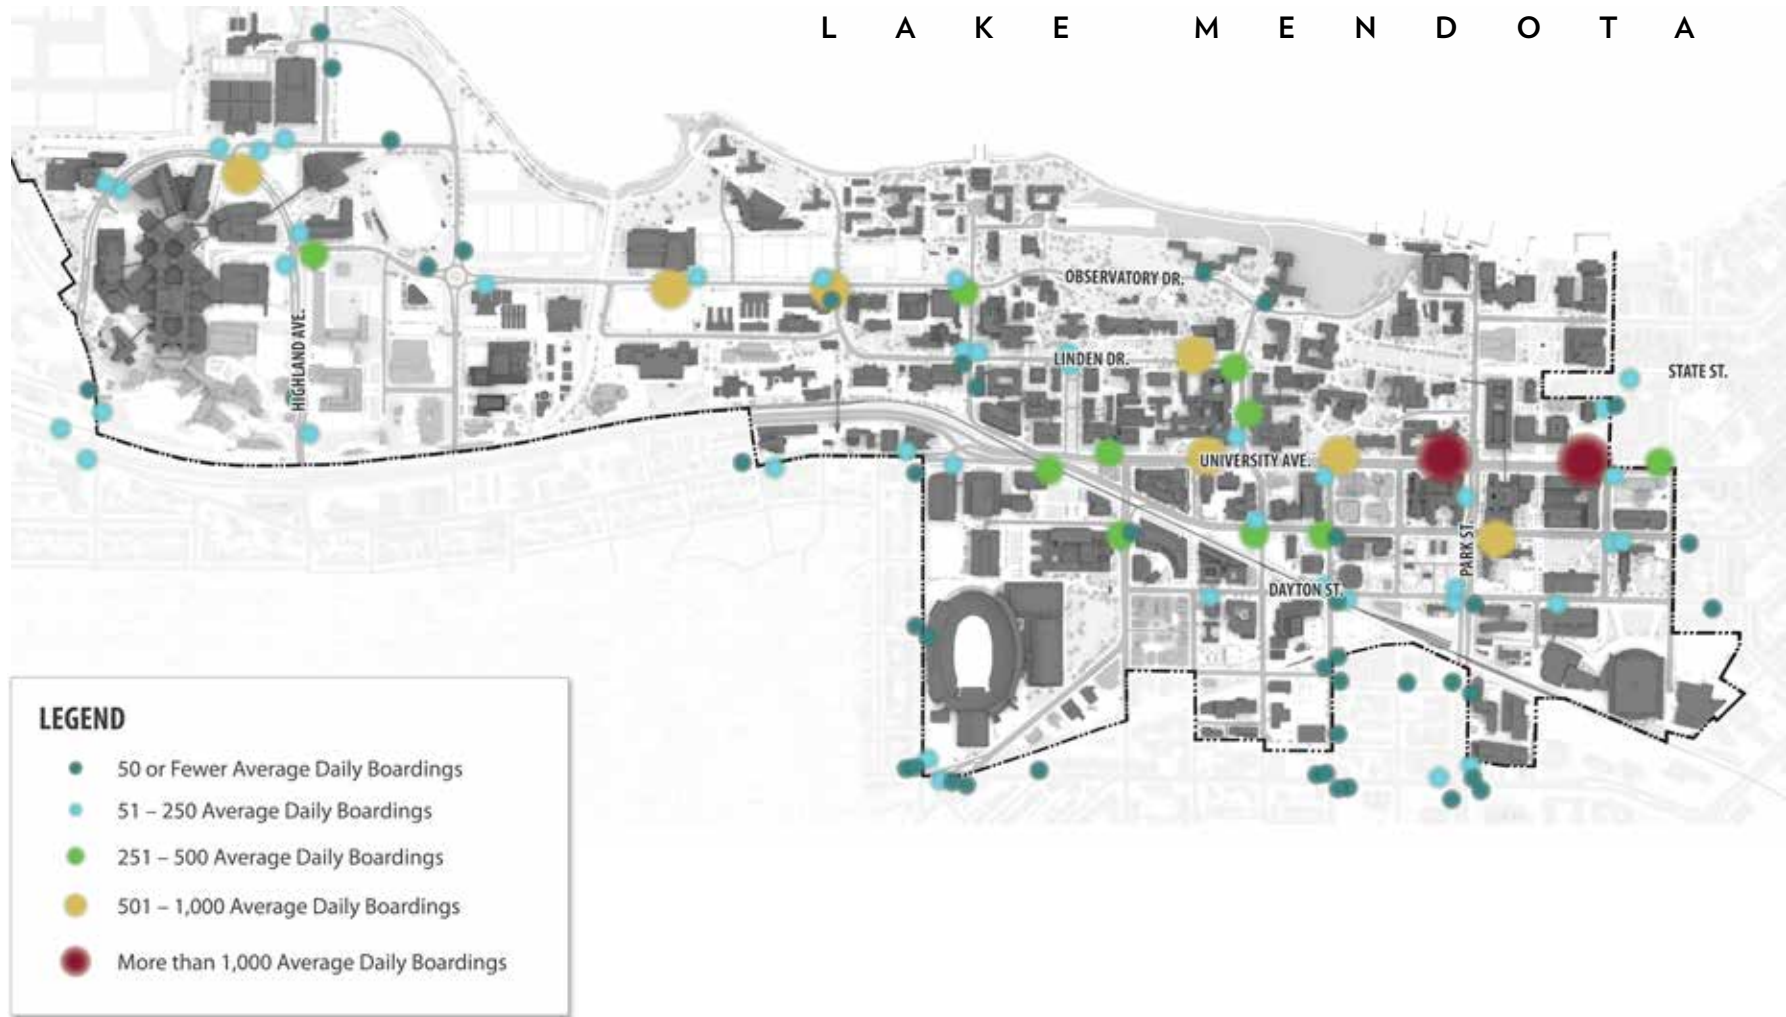 LAKE MENDOTA
OBSERVATORY DR.
HIGHLAND AVE.
LINDEN DR.
STATE ST.
UNIVERSITY AVE.
PARK ST.
DAYTON ST.
LEGEND
50 or Fewer Average Daily Boardings
51 – 250 Average Daily Boardings
251 – 500 Average Daily Boardings
501 – 1,000 Average Daily Boardings
More than 1,000 Average Daily Boardings